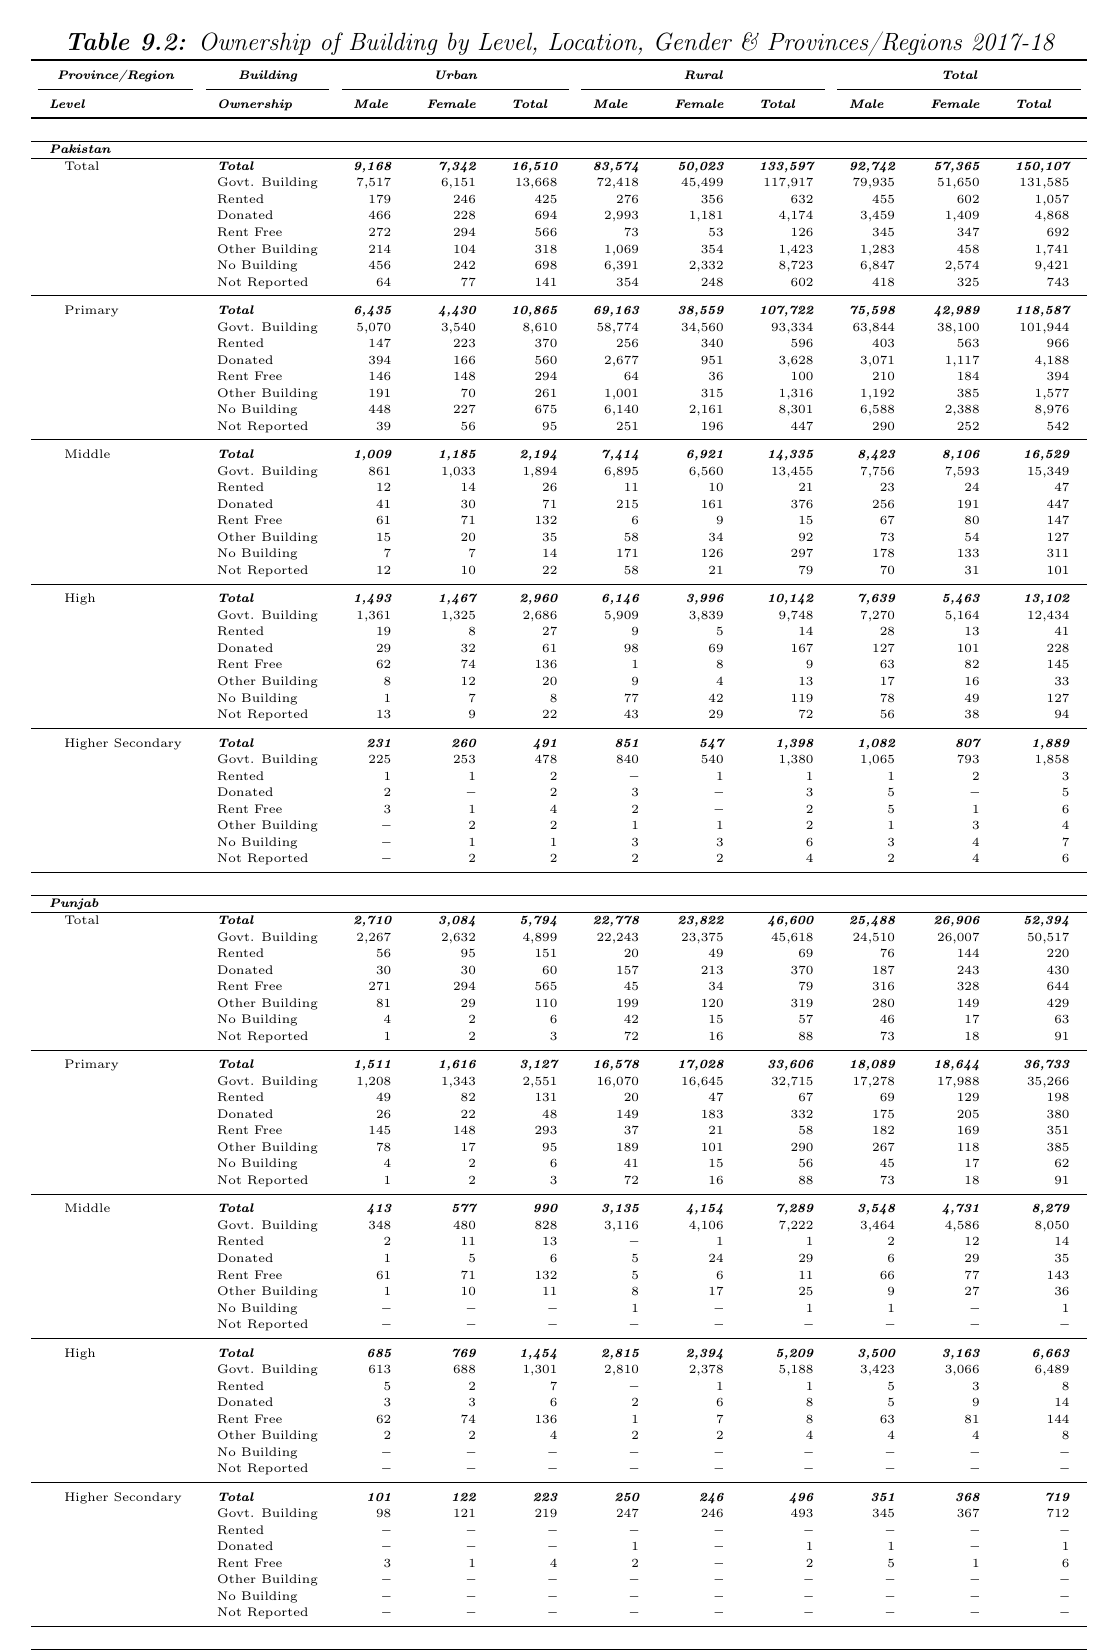 Table 9.2: Ownership of Building by Level, Location, Gender & Provinces/Regions 2017-18
Province/Region Building Urban Rural Total
Level Ownership Male Female Total Male Female Total Male Female Total
Pakistan
Total Total 9,168 7,342 16,510 83,574 50,023 133,597 92,742 57,365 150,107
Govt. Building 7,517 6,151 13,668 72,418 45,499 117,917 79,935 51,650 131,585
Rented 179 246 425 276 356 632 455 602 1,057
Donated 466 228 694 2,993 1,181 4,174 3,459 1,409 4,868
Rent Free 272 294 566 73 53 126 345 347 692
Other Building 214 104 318 1,069 354 1,423 1,283 458 1,741
No Building 456 242 698 6,391 2,332 8,723 6,847 2,574 9,421
Not Reported 64 77 141 354 248 602 418 325 743
Primary Total 6,435 4,430 10,865 69,163 38,559 107,722 75,598 42,989 118,587
Govt. Building 5,070 3,540 8,610 58,774 34,560 93,334 63,844 38,100 101,944
Rented 147 223 370 256 340 596 403 563 966
Donated 394 166 560 2,677 951 3,628 3,071 1,117 4,188
Rent Free 146 148 294 64 36 100 210 184 394
Other Building 191 70 261 1,001 315 1,316 1,192 385 1,577
No Building 448 227 675 6,140 2,161 8,301 6,588 2,388 8,976
Not Reported 39 56 95 251 196 447 290 252 542
Middle Total 1,009 1,185 2,194 7,414 6,921 14,335 8,423 8,106 16,529
Govt. Building 861 1,033 1,894 6,895 6,560 13,455 7,756 7,593 15,349
Rented 12 14 26 11 10 21 23 24 47
Donated 41 30 71 215 161 376 256 191 447
Rent Free 61 71 132 6 9 15 67 80 147
Other Building 15 20 35 58 34 92 73 54 127
No Building 7 7 14 171 126 297 178 133 311
Not Reported 12 10 22 58 21 79 70 31 101
High Total 1,493 1,467 2,960 6,146 3,996 10,142 7,639 5,463 13,102
Govt. Building 1,361 1,325 2,686 5,909 3,839 9,748 7,270 5,164 12,434
Rented 19 8 27 9 5 14 28 13 41
Donated 29 32 61 98 69 167 127 101 228
Rent Free 62 74 136 1 8 9 63 82 145
Other Building 8 12 20 9 4 13 17 16 33
No Building 1 7 8 77 42 119 78 49 127
Not Reported 13 9 22 43 29 72 56 38 94
Higher Secondary Total 231 260 491 851 547 1,398 1,082 807 1,889
Govt. Building 225 253 478 840 540 1,380 1,065 793 1,858
Rented 1 1 2 – 1 1 1 2 3
Donated 2 – 2 3 – 3 5 – 5
Rent Free 3 1 4 2 – 2 5 1 6
Other Building – 2 2 1 1 2 1 3 4
No Building – 1 1 3 3 6 3 4 7
Not Reported – 2 2 2 2 4 2 4 6
Punjab
Total Total 2,710 3,084 5,794 22,778 23,822 46,600 25,488 26,906 52,394
Govt. Building 2,267 2,632 4,899 22,243 23,375 45,618 24,510 26,007 50,517
Rented 56 95 151 20 49 69 76 144 220
Donated 30 30 60 157 213 370 187 243 430
Rent Free 271 294 565 45 34 79 316 328 644
Other Building 81 29 110 199 120 319 280 149 429
No Building 4 2 6 42 15 57 46 17 63
Not Reported 1 2 3 72 16 88 73 18 91
Primary Total 1,511 1,616 3,127 16,578 17,028 33,606 18,089 18,644 36,733
Govt. Building 1,208 1,343 2,551 16,070 16,645 32,715 17,278 17,988 35,266
Rented 49 82 131 20 47 67 69 129 198
Donated 26 22 48 149 183 332 175 205 380
Rent Free 145 148 293 37 21 58 182 169 351
Other Building 78 17 95 189 101 290 267 118 385
No Building 4 2 6 41 15 56 45 17 62
Not Reported 1 2 3 72 16 88 73 18 91
Middle Total 413 577 990 3,135 4,154 7,289 3,548 4,731 8,279
Govt. Building 348 480 828 3,116 4,106 7,222 3,464 4,586 8,050
Rented 2 11 13 – 1 1 2 12 14
Donated 1 5 6 5 24 29 6 29 35
Rent Free 61 71 132 5 6 11 66 77 143
Other Building 1 10 11 8 17 25 9 27 36
No Building – – – 1 – 1 1 – 1
Not Reported – – – – – – – – –
High Total 685 769 1,454 2,815 2,394 5,209 3,500 3,163 6,663
Govt. Building 613 688 1,301 2,810 2,378 5,188 3,423 3,066 6,489
Rented 5 2 7 – 1 1 5 3 8
Donated 3 3 6 2 6 8 5 9 14
Rent Free 62 74 136 1 7 8 63 81 144
Other Building 2 2 4 2 2 4 4 4 8
No Building – – – – – – – – –
Not Reported – – – – – – – – –
Higher Secondary Total 101 122 223 250 246 496 351 368 719
Govt. Building 98 121 219 247 246 493 345 367 712
Rented – – – – – – – – –
Donated – – – 1 – 1 1 – 1
Rent Free 3 1 4 2 – 2 5 1 6
Other Building – – – – – – – – –
No Building – – – – – – – – –
Not Reported – – – – – – – – –